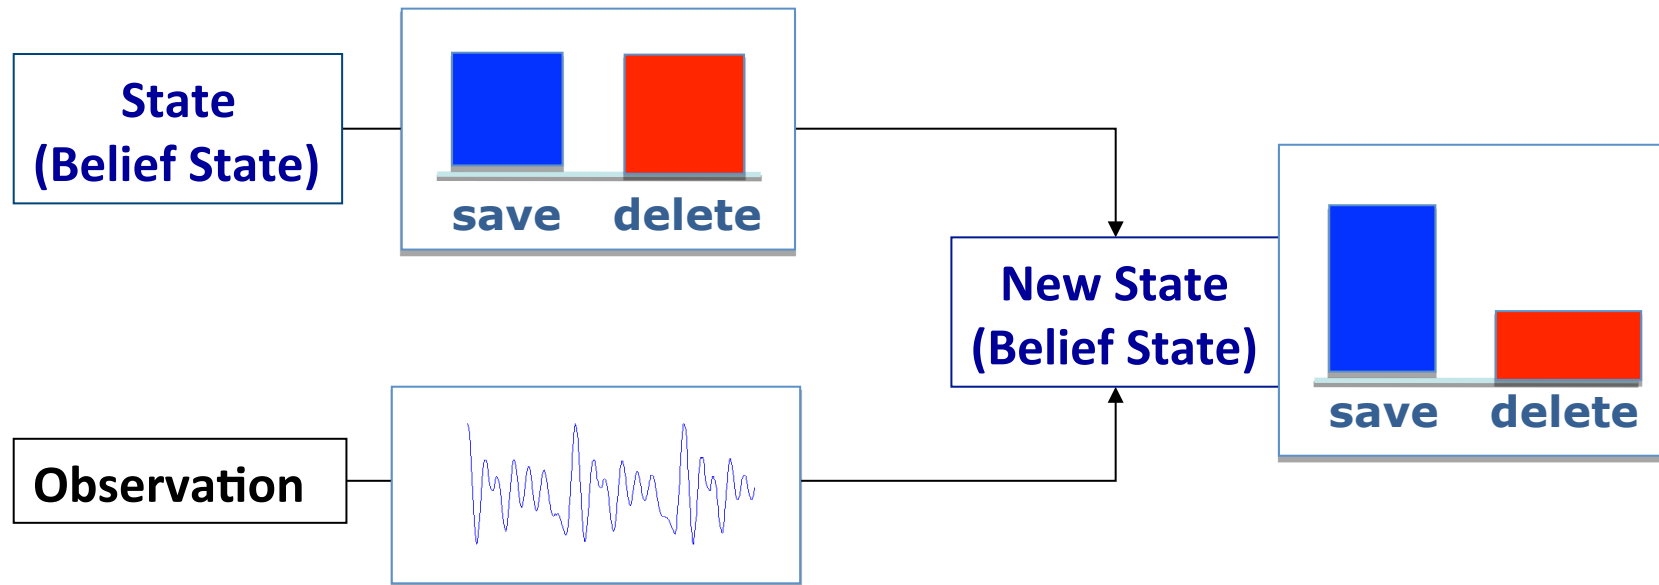 State
(Belief State)
save delete
New State
(Belief State)
save delete
Observation